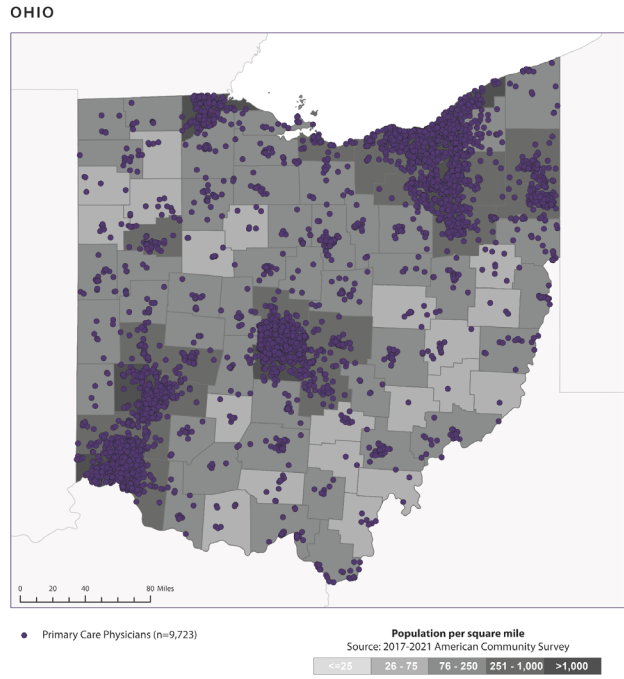 OHIO
0 20 40 80 Miles
Primary Care Physicians (n=9,723)
Population per square mile
Source: 2017-2021 American Community Survey
<=25 26 - 75 76 - 250 251 - 1,000 >1,000